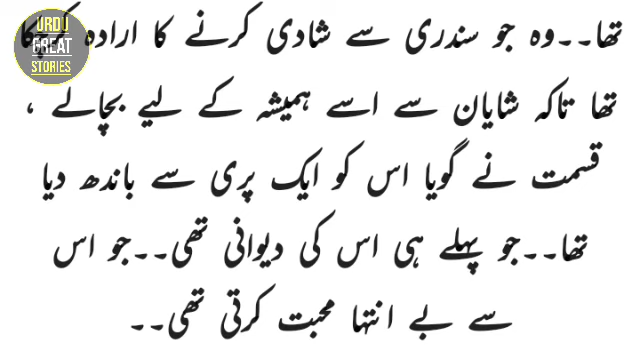 URDU
GREAT
STORIES
تھا۔۔وہ جو سندری سے شادی کرنے کا ارادہ کرچکا
تھا تاکہ شایان سے اسے ہمیشہ کے لیے بچالے ،
قسمت نے گویا اس کو ایک پری سے باندھ دیا
تھا۔۔جو پہلے ہی اس کی دیوانی تھی۔۔جو اس
سے بے انتہا محبت کرتی تھی۔۔